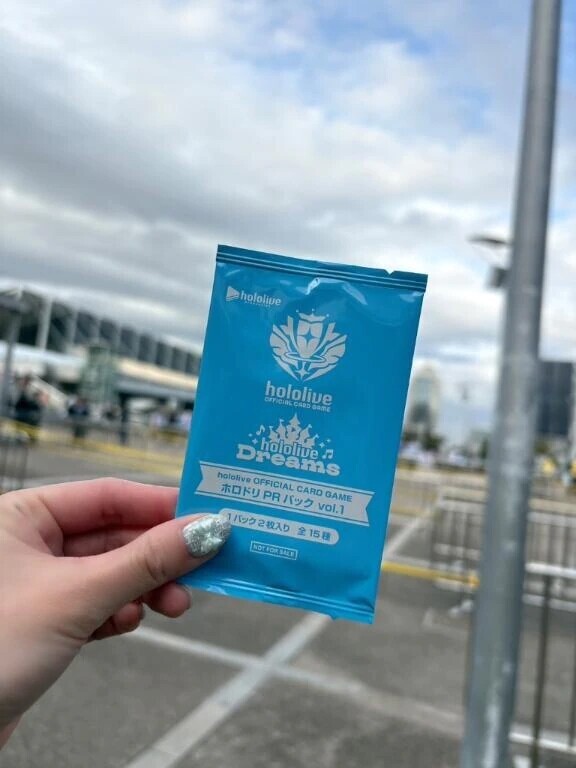 hololive
hololive
OFFICIAL CARD GAME
hololive
Dreams
hololive OFFICIAL CARD GAME
ホロドリ PR パック vol.1
1パック2枚入り 全15種
NOT FOR SALE